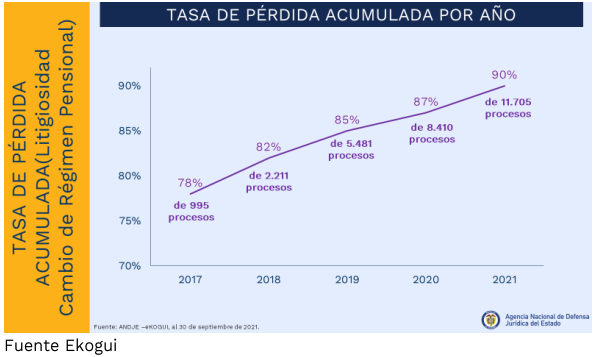 TASA DE PÉRDIDA ACUMULADA POR AÑO
TASA DE PÉRDIDA
ACUMULADA(Litigiosidad
Cambio de Régimen Pensional)
90%
85%
80%
75%
70%
78%
de 995
procesos
82%
de 2.211
procesos
85%
de 5.481
procesos
87%
de 8.410
procesos
90%
de 11.705
procesos
2017
2018
2019
2020
2021
Fuente: ANDJE –eKOGUI, al 30 de septiembre de 2021.
Agencia Nacional de Defensa
Jurídica del Estado
Fuente Ekogui